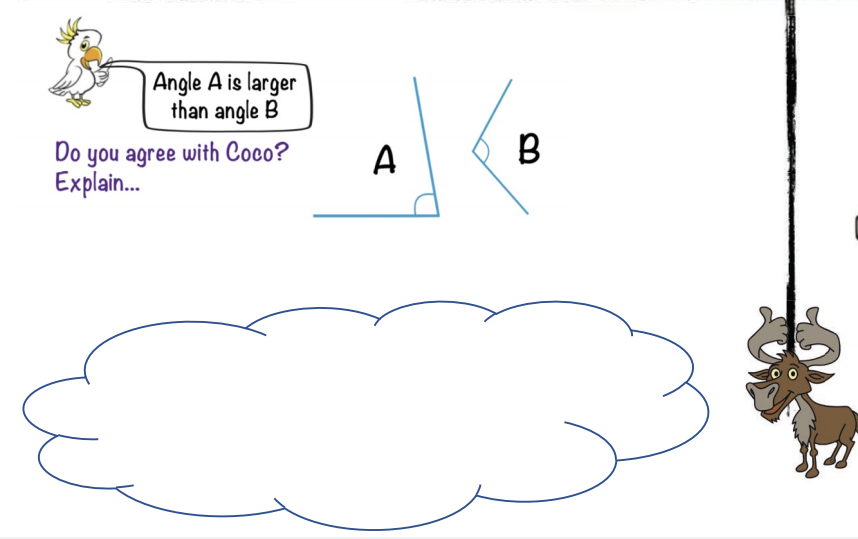 Angle A is larger
than angle B
Do you agree with Coco?
Explain...
A
B